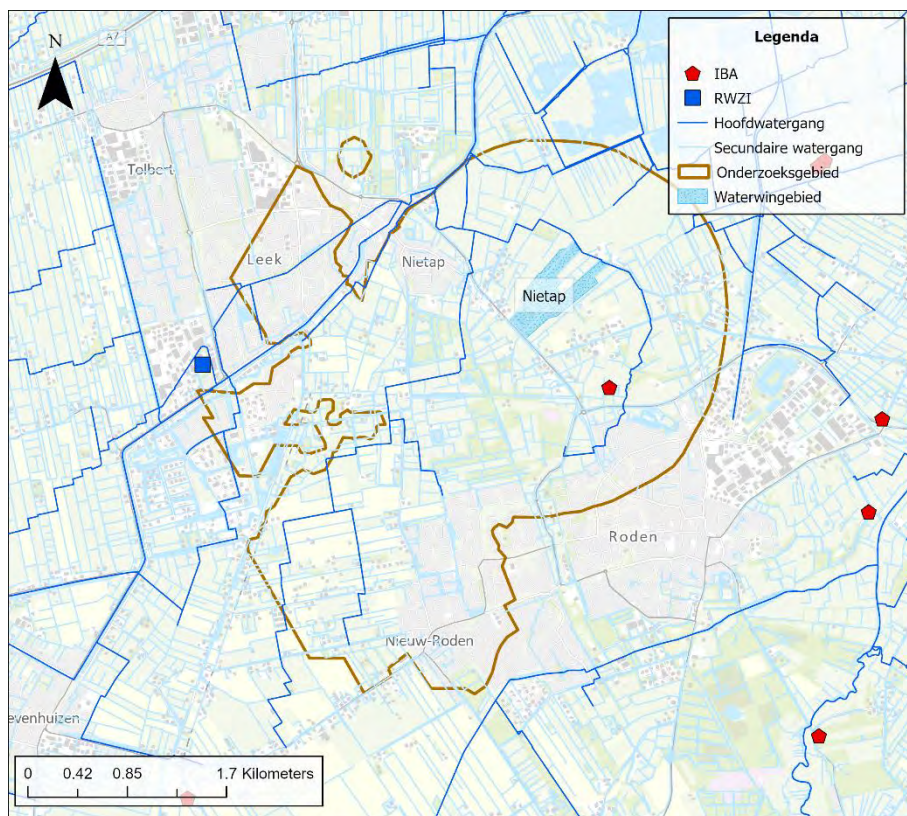 N
A7
Legenda
IBA
RWZI
Hoofdwatergang
Secundaire watergang
Onderzoeksgebied
Waterwingebied
Tolbert
Leek
Nietap
Nietap
Roden
Nieuw-Roden
evenhuizen
0 0.42 0.85 1.7 Kilometers